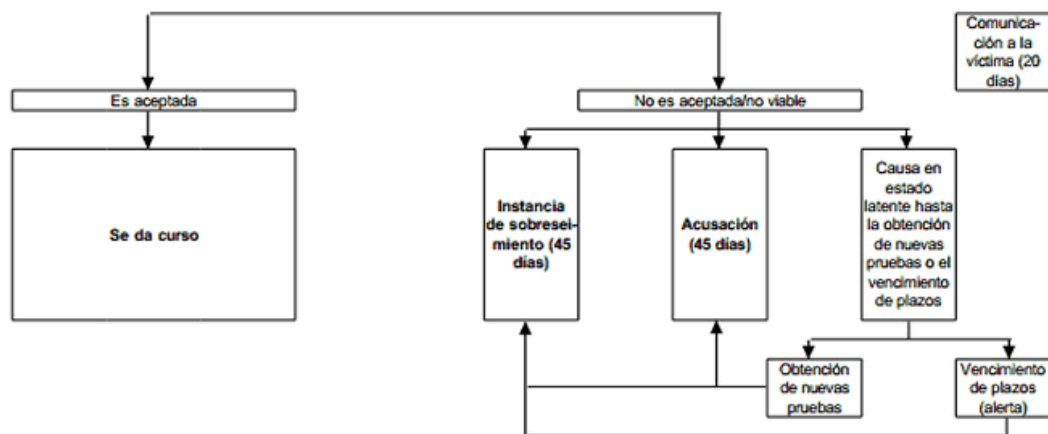 Comunica-
ción a la
víctima (20
días)
Es aceptada
No es aceptada/no viable
Se da curso
Instancia
de sobresei-
miento (45
días)
Acusación
(45 días)
Causa en
estado
latente hasta
la obtención
de nuevas
pruebas o el
vencimiento
de plazos
Obtención
de nuevas
pruebas
Vencimiento
de plazos
(alerta)